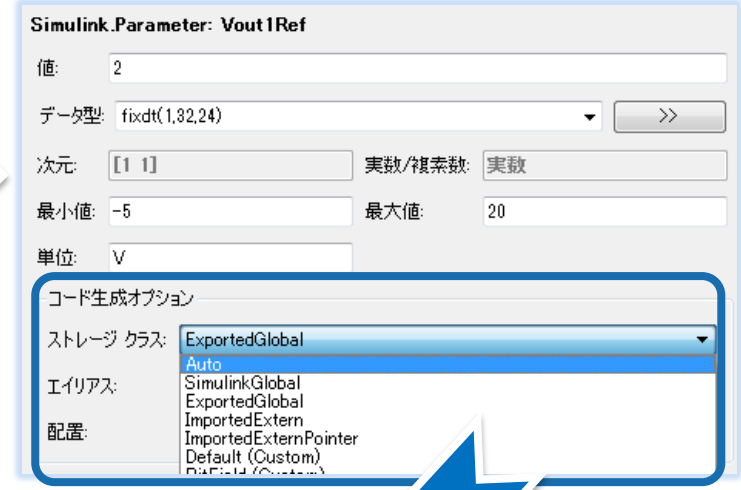 Simulink.Parameter: Vout1Ref
値: 2
データ型: fixdt(1,32,24) >>
次元: [1 1] 実数/複素数: 実数
最小値: -5 最大値: 20
単位: V
コード生成オプション
ストレージ クラス: ExportedGlobal
Auto
エイリアス: SimulinkGlobal
ExportedGlobal
ImportedExtern
配置: ImportedExternPointer
Default (Custom)
BitField (Custom)